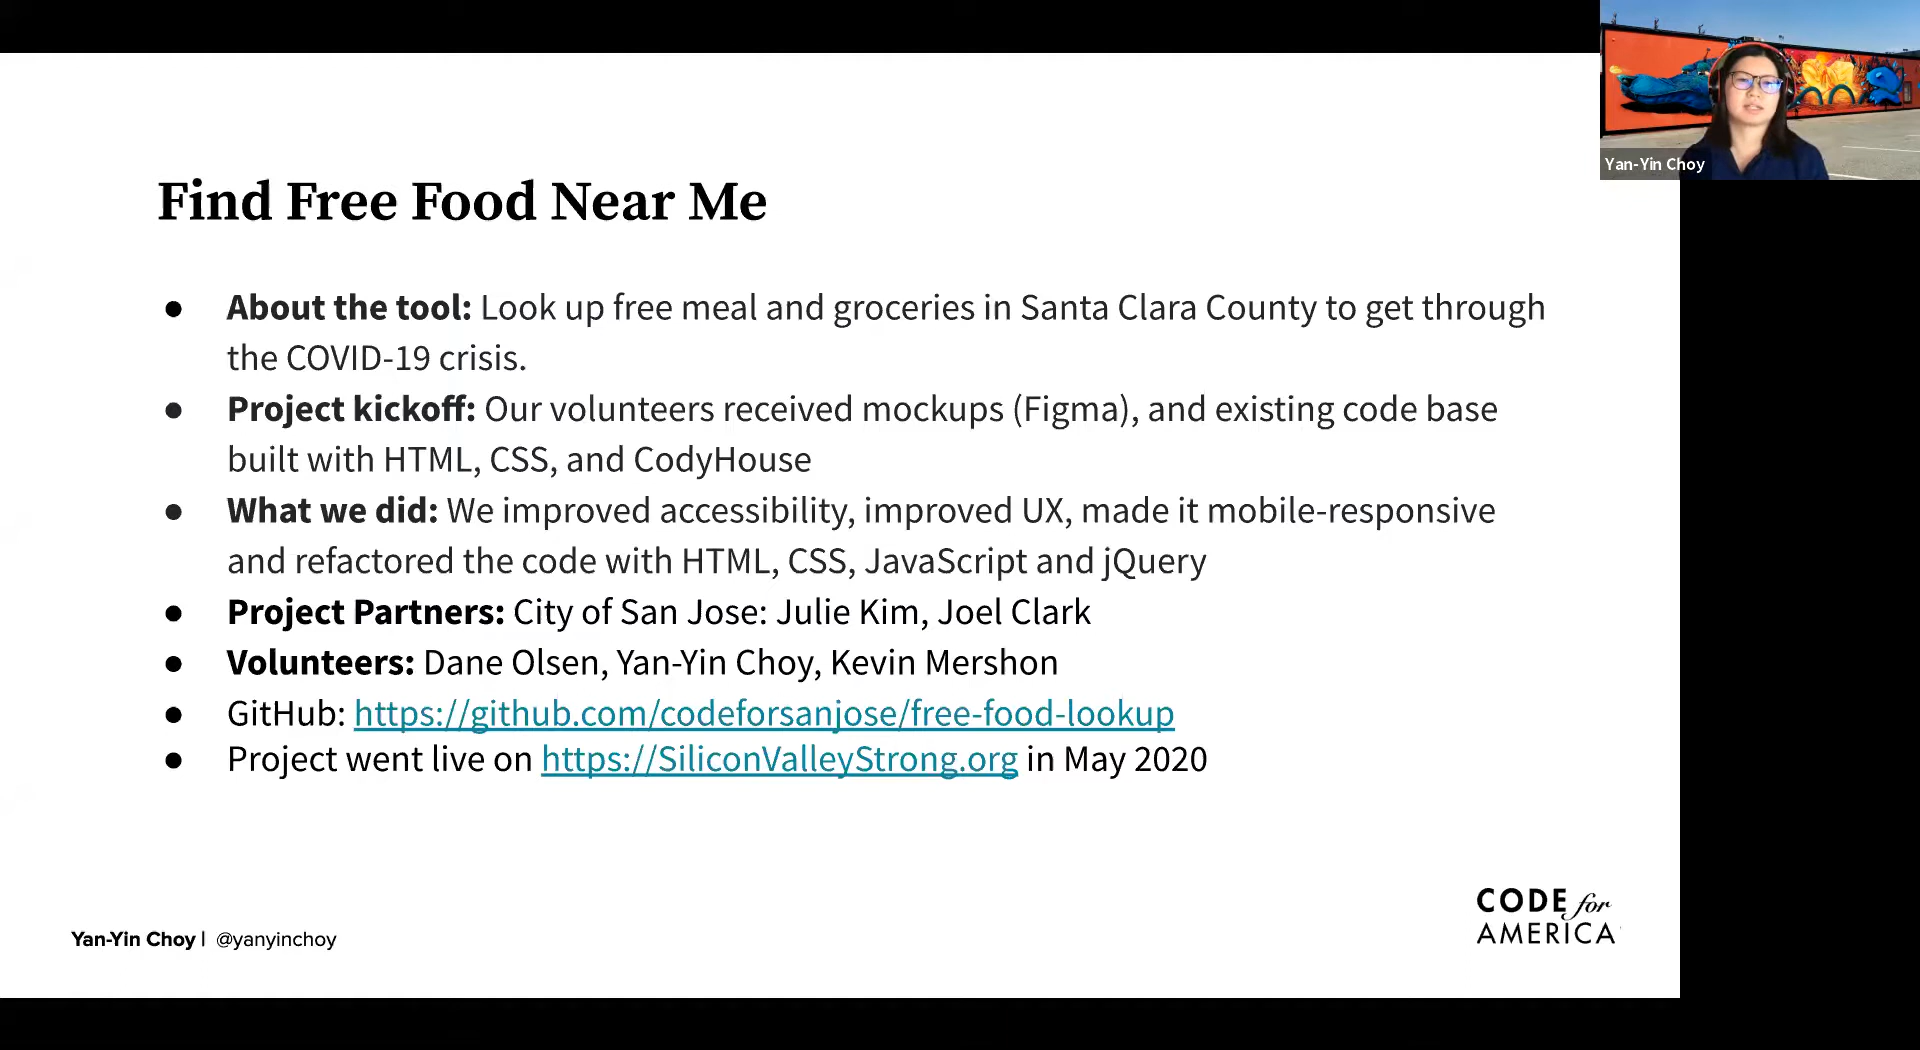 Yan-Yin Choy
Find Free Food Near Me
● About the tool: Look up free meal and groceries in Santa Clara County to get through
the COVID-19 crisis.
● Project kickoff: Our volunteers received mockups (Figma), and existing code base
built with HTML, CSS, and CodyHouse
● What we did: We improved accessibility, improved UX, made it mobile-responsive
and refactored the code with HTML, CSS, JavaScript and jQuery
● Project Partners: City of San Jose: Julie Kim, Joel Clark
● Volunteers: Dane Olsen, Yan-Yin Choy, Kevin Mershon
● GitHub: https://github.com/codeforsanjose/free-food-lookup
● Project went live on https://SiliconValleyStrong.org in May 2020
Yan-Yin Choy | @yanyinchoy
CODE for
AMERICA